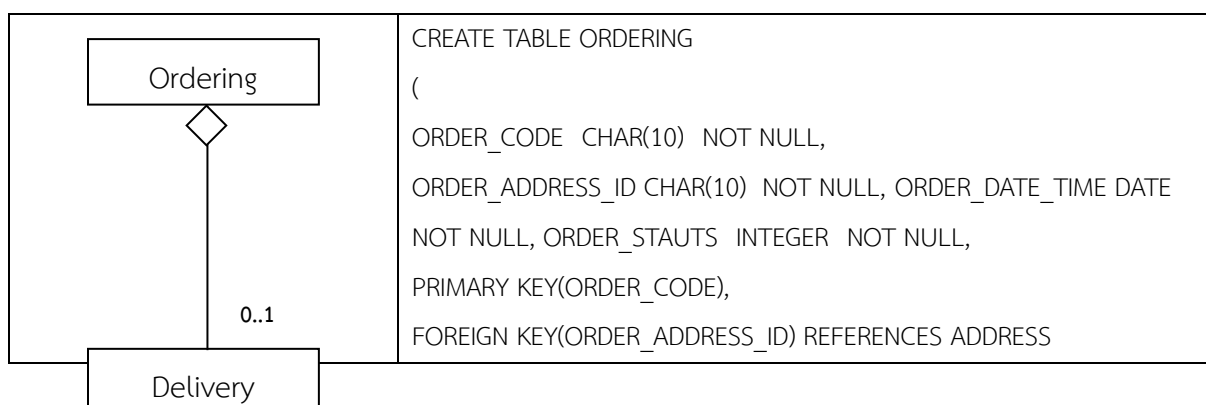 Ordering
0..1
Delivery
CREATE TABLE ORDERING
(
ORDER_CODE CHAR(10) NOT NULL,
ORDER_ADDRESS_ID CHAR(10) NOT NULL, ORDER_DATE_TIME DATE
NOT NULL, ORDER_STAUTS INTEGER NOT NULL,
PRIMARY KEY(ORDER_CODE),
FOREIGN KEY(ORDER_ADDRESS_ID) REFERENCES ADDRESS